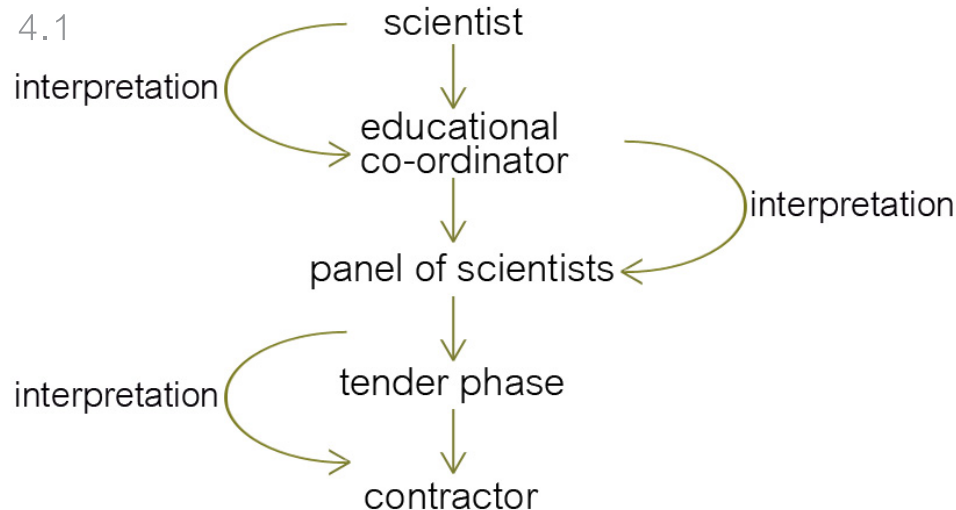 4.1
scientist
interpretation
educational
co-ordinator
interpretation
panel of scientists
tender phase
interpretation
contractor